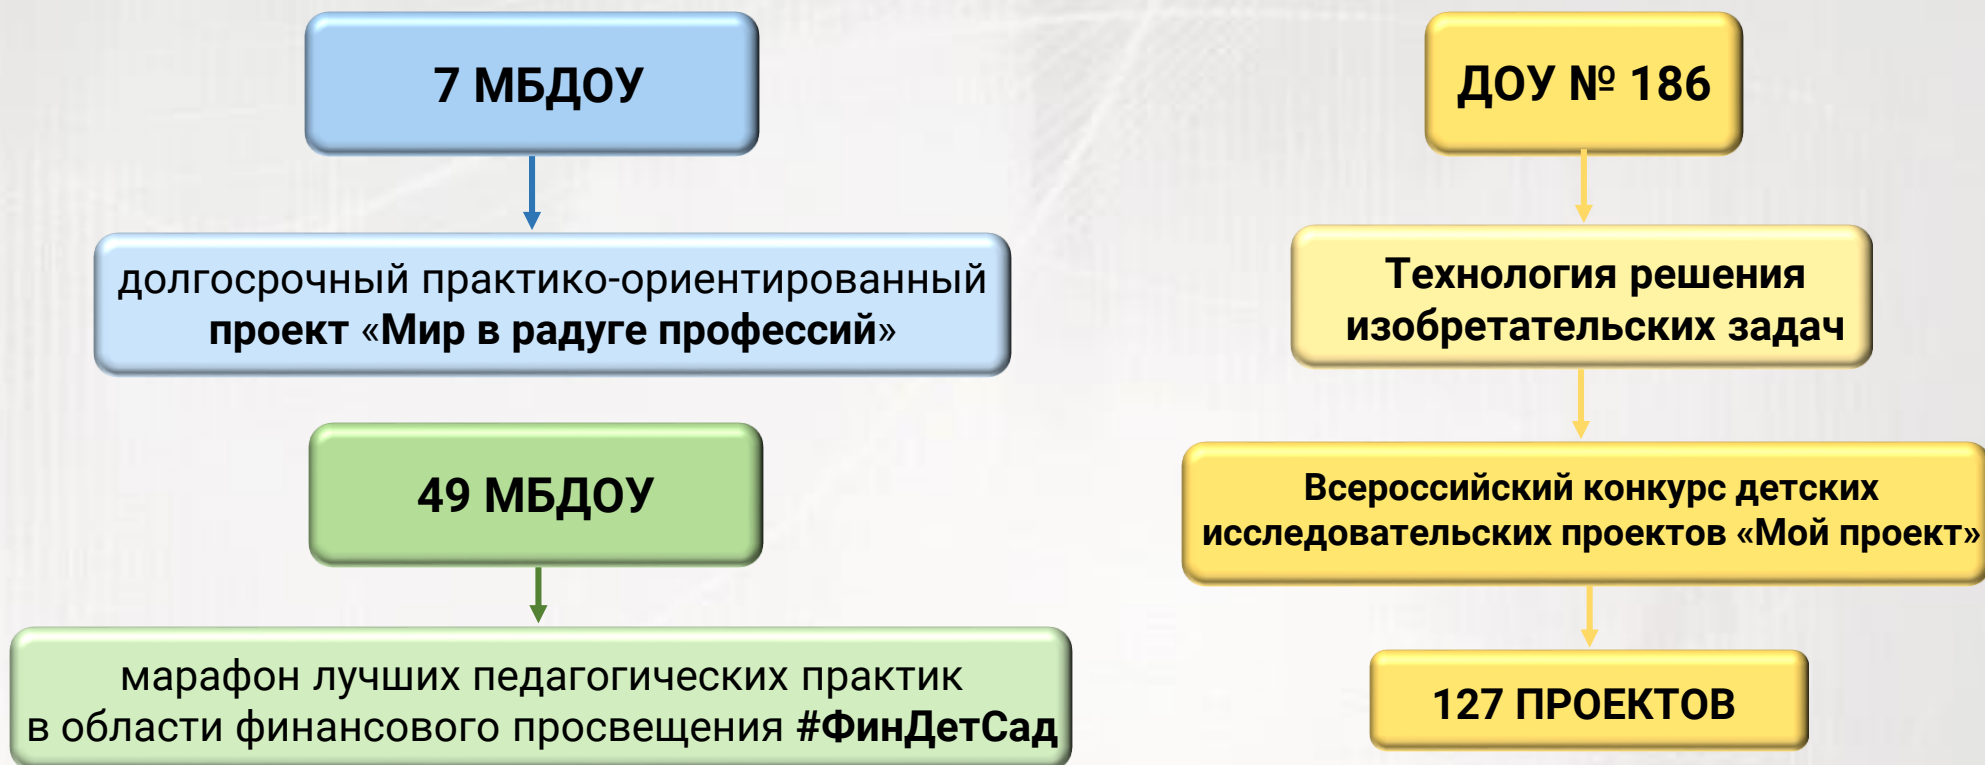 7 МБДОУ
долгосрочный практико-ориентированный
проект «Мир в радуге профессий»
49 МБДОУ
марафон лучших педагогических практик
в области финансового просвещения #ФинДетСад
ДОУ № 186
Технология решения
изобретательских задач
Всероссийский конкурс детских
исследовательских проектов «Мой проект»
127 ПРОЕКТОВ